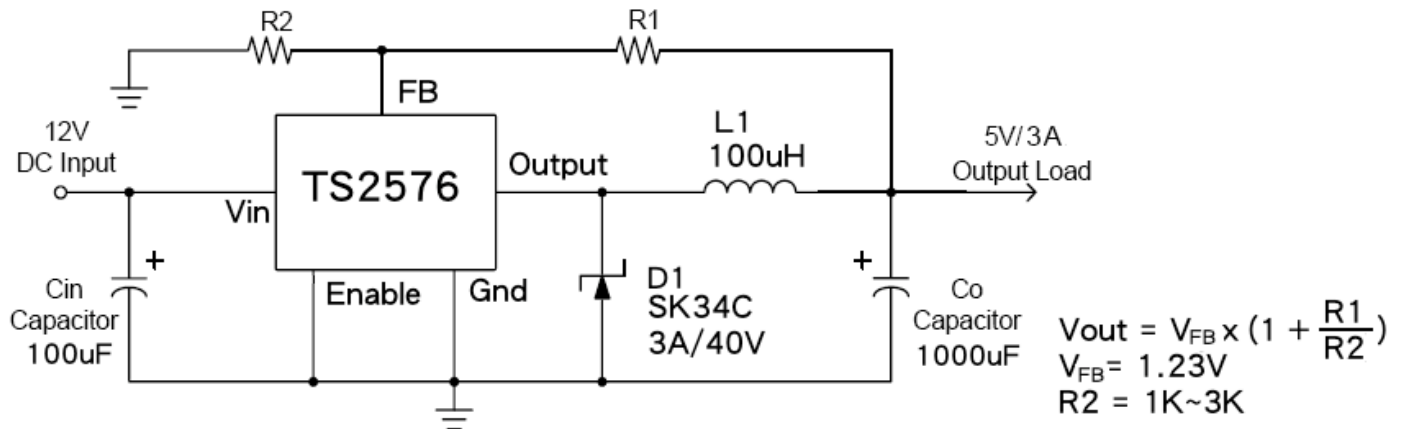 R2
R1
FB
12V
DC Input
TS2576
Output
L1
100uH
5V/3A
Output Load
Vin
Enable
Gnd
Cin
Capacitor
100uF
+
D1
SK34C
3A/40V
+
Co
Capacitor
1000uF
Vout = VFB x (1 + R1/R2)
VFB= 1.23V
R2 = 1K~3K